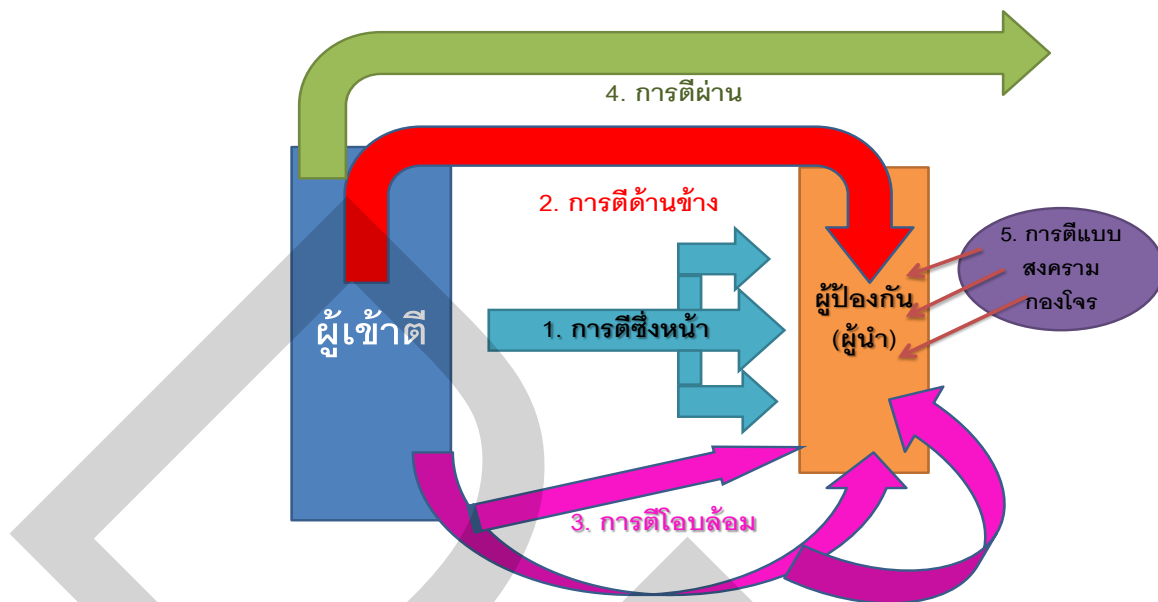 4. การตีผ่าน
2. การตีด้านข้าง
5. การตีแบบ
สงคราม
กองโจร
ผู้ป้องกัน
(ผู้นำ)
1. การตีซึ่งหน้า
ผู้เข้าตี
3. การตีโอบล้อม